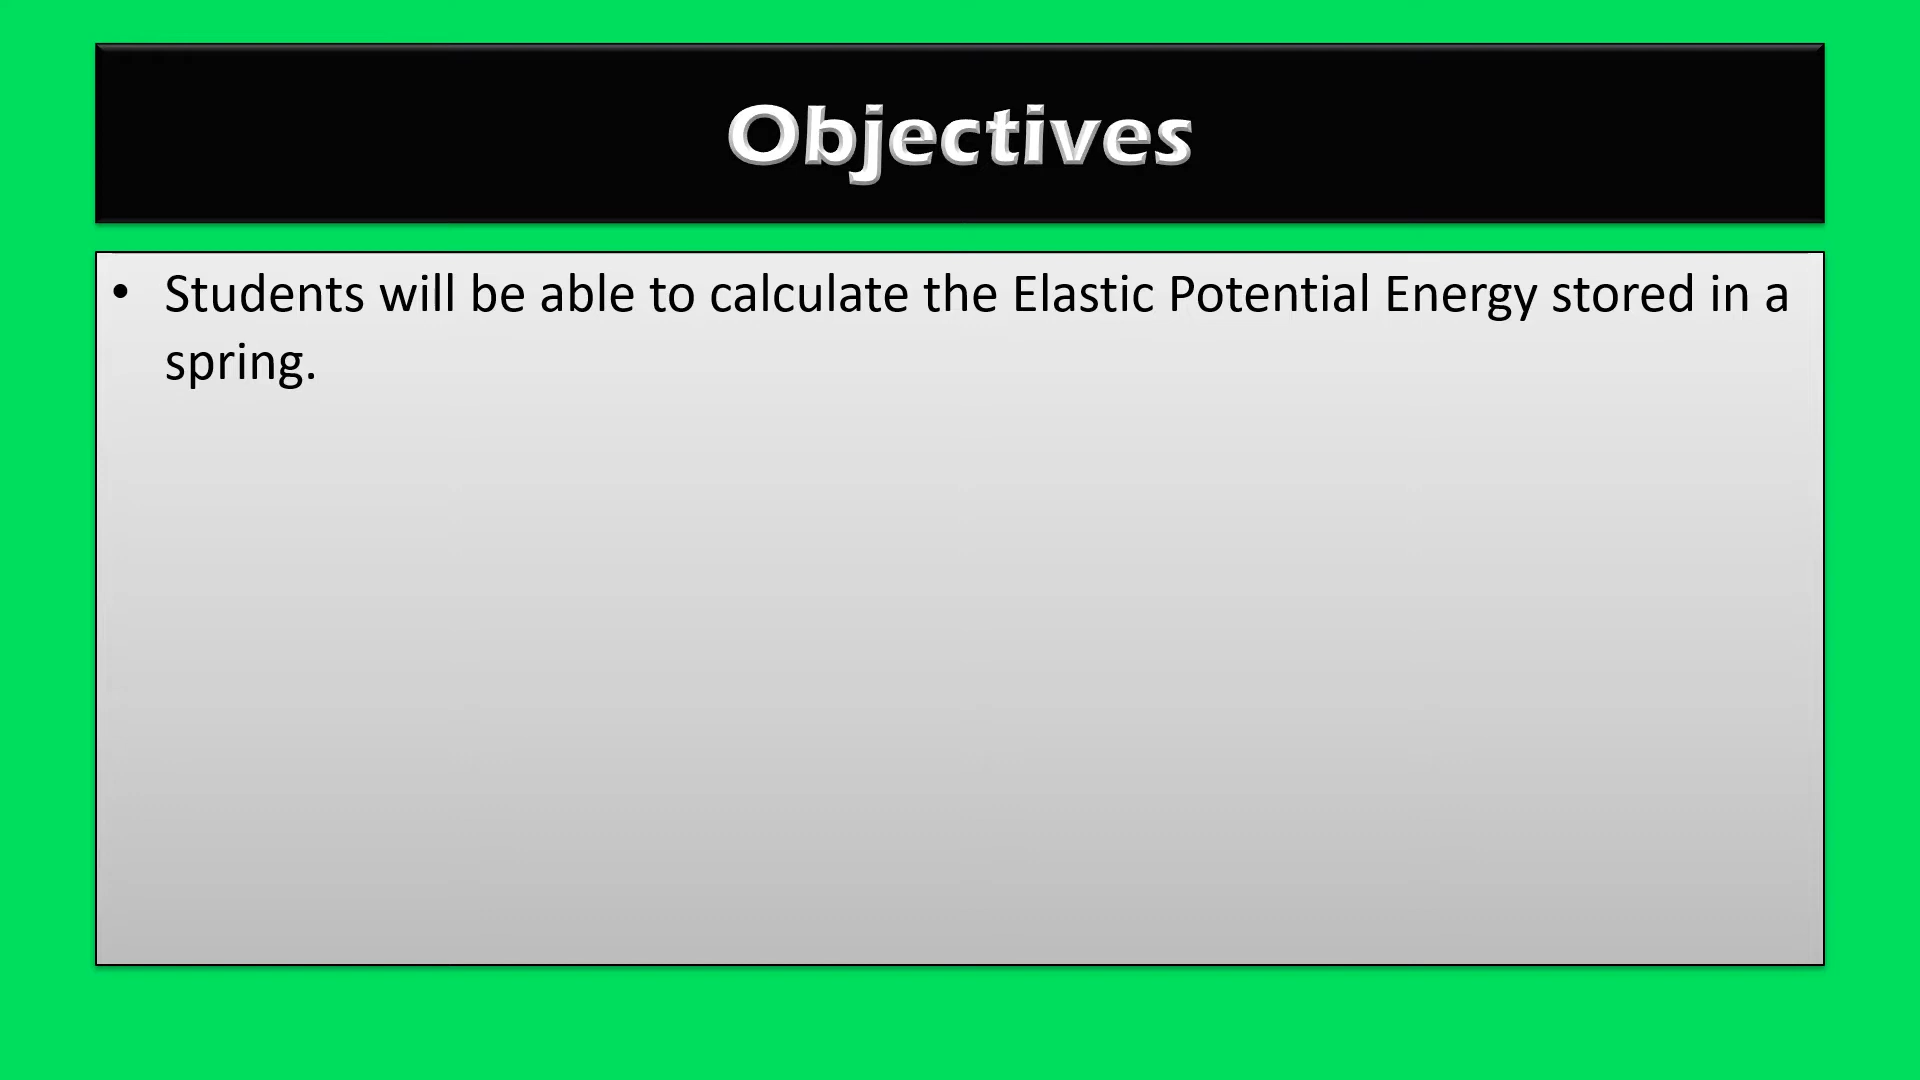 Objectives
• Students will be able to calculate the Elastic Potential Energy stored in a
spring.